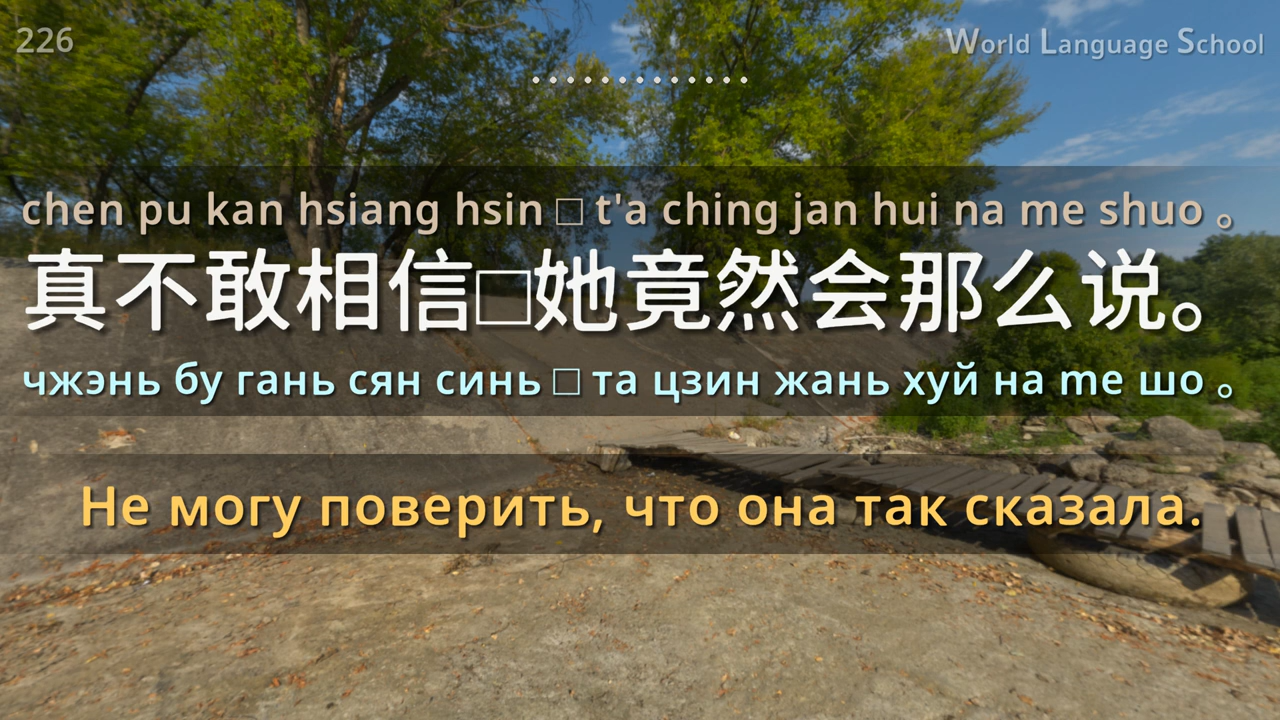 226
World Language School
chen pu kan hsiang hsin □ t'a ching jan hui na me shuo 。
真不敢相信□她竟然会那么说。
чжэнь бу гань сян синь □ та цзин жань хуй на me шо 。
Не могу поверить, что она так сказала.